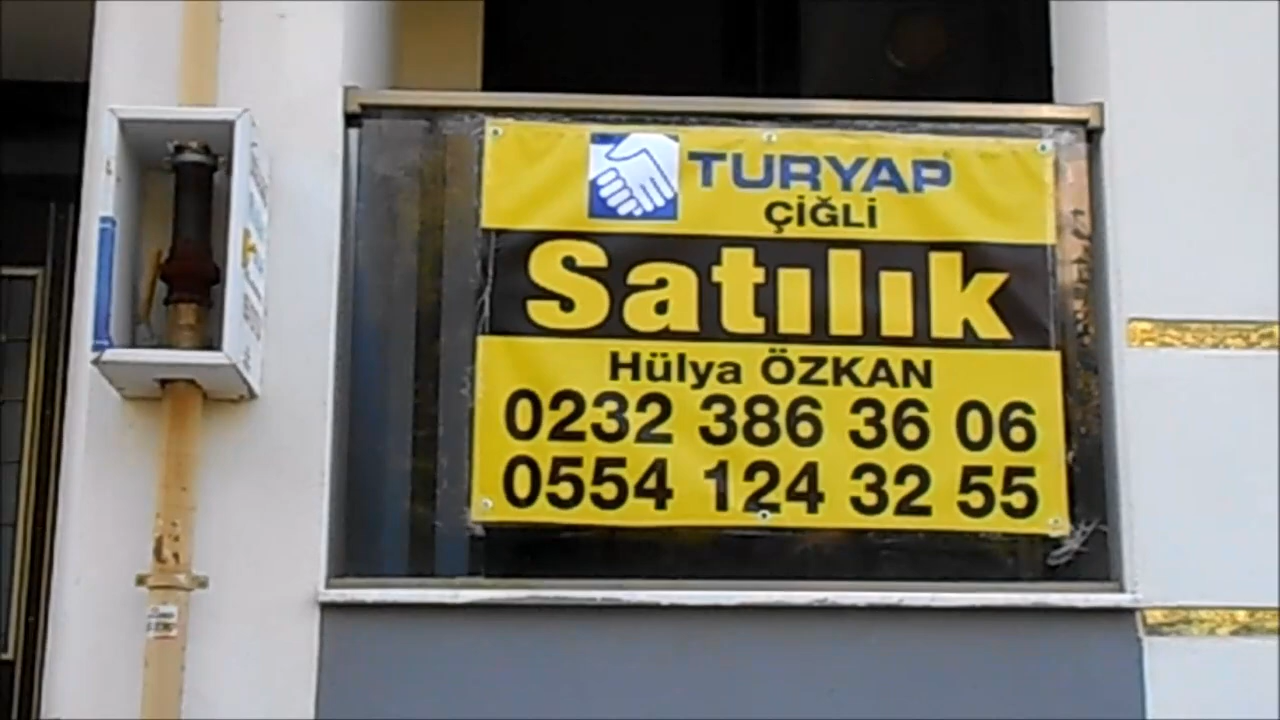 TURYAP
ÇİĞLİ
Satılık
Hülya ÖZKAN
0232 386 36 06
0554 124 32 55